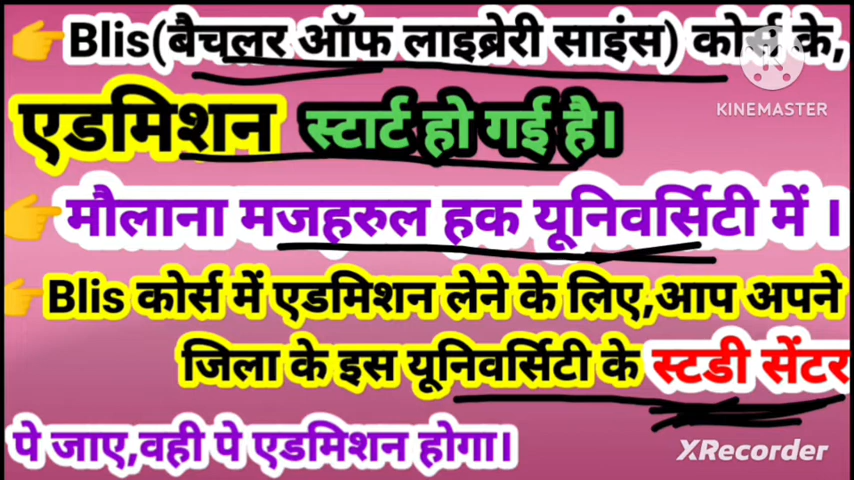 👉Blis(बैचलर ऑफ लाइब्रेरी साइंस) कोर्स के,
KINEMASTER
एडमिशन स्टार्ट हो गई है।
👉मौलाना मजहरुल हक यूनिवर्सिटी में ।
👉Blis कोर्स में एडमिशन लेने के लिए,आप अपने
जिला के इस यूनिवर्सिटी के स्टडी सेंटर
पे जाए,वही पे एडमिशन होगा।
XRecorder